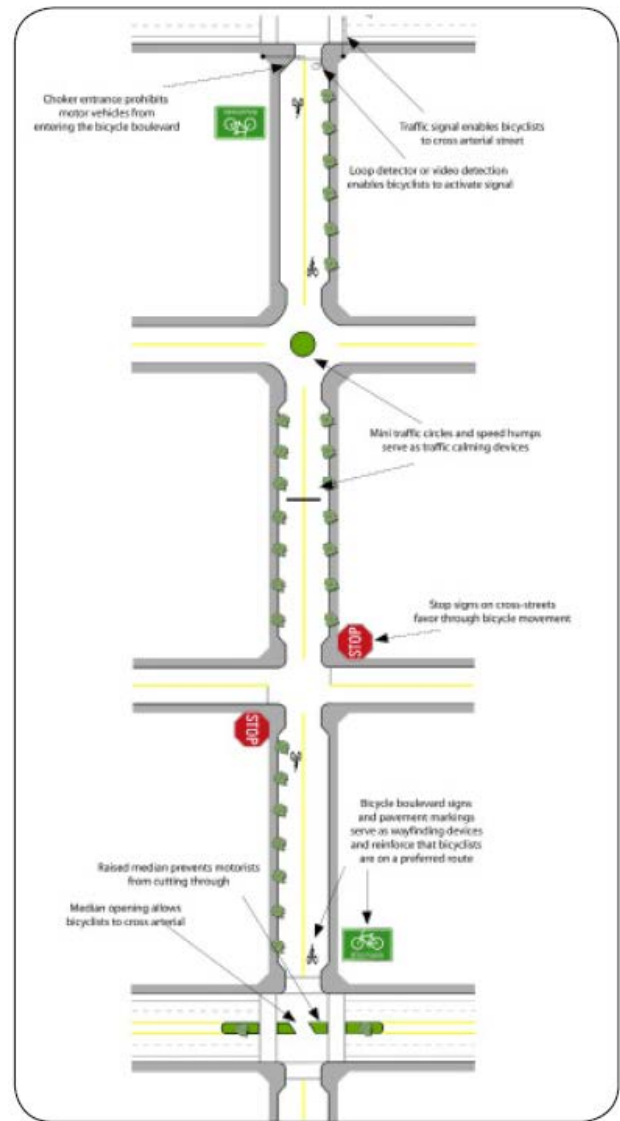 Choker entrance prohibits
motor vehicles from
entering the bicycle boulevard
Traffic signal enables bicyclists
to cross arterial street
Loop detector or video detection
enables bicyclists to activate signal
Mini traffic circles and speed humps
serve as traffic calming devices
Stop signs on cross-streets
favor through bicycle movement
STOP
STOP
Bicycle boulevard signs
and pavement markings
serve as wayfinding devices
and reinforce that bicyclists
are on a preferred route
Raised median prevents motorists
from cutting through
Median opening allows
bicyclists to cross arterial